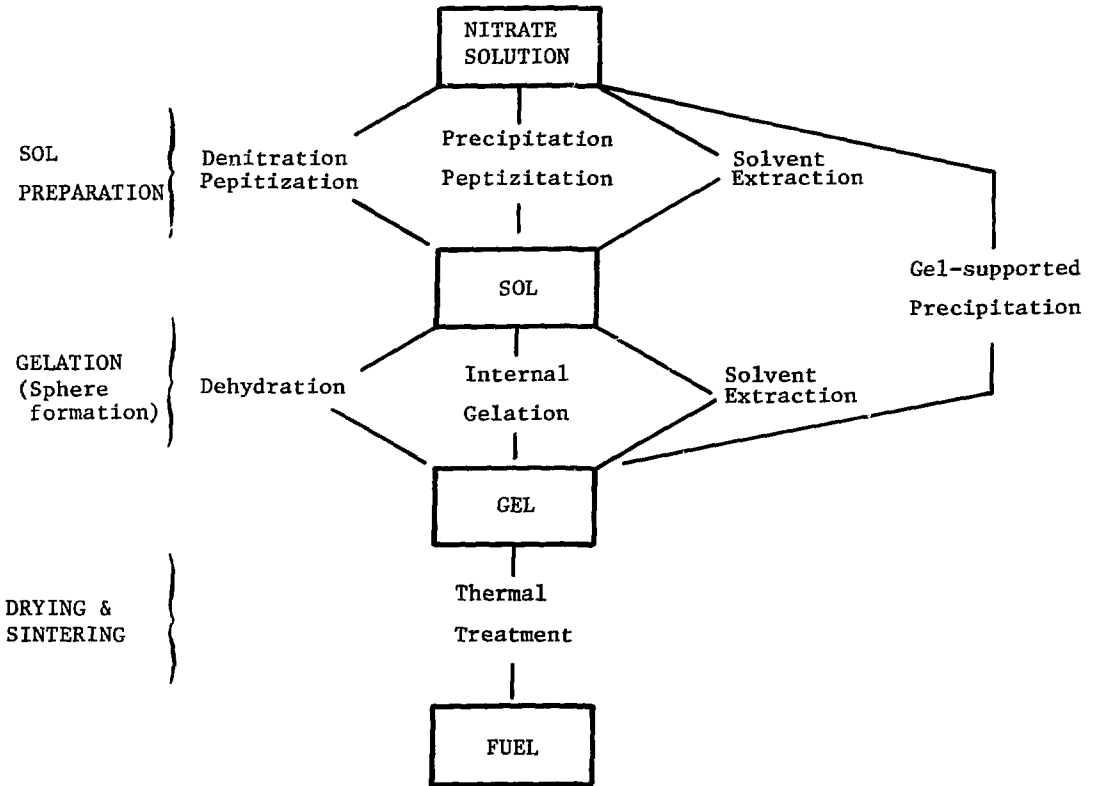 NITRATE
SOLUTION
SOL
PREPARATION
Denitration
Pepitization
Precipitation
Peptizitation
Solvent
Extraction
SOL
Gel-supported
Precipitation
GELATION
(Sphere
formation)
Dehydration
Internal
Gelation
Solvent
Extraction
GEL
DRYING &
SINTERING
Thermal
Treatment
FUEL